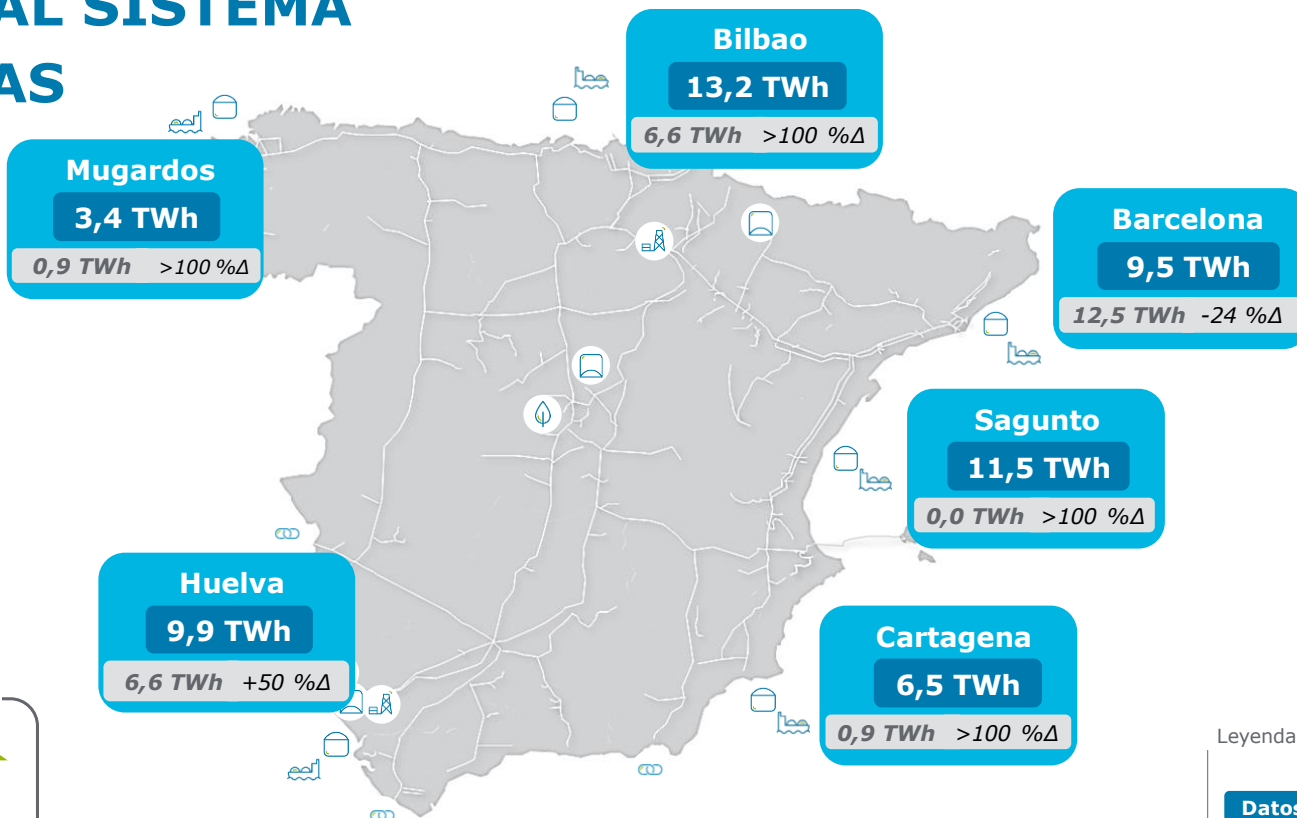 AL SISTEMA
AS
Bilbao
13,2 TWh
6,6 TWh >100 %Δ
Mugardos
3,4 TWh
0,9 TWh >100 %Δ
Barcelona
9,5 TWh
12,5 TWh -24 %Δ
Sagunto
11,5 TWh
0,0 TWh >100 %Δ
Huelva
9,9 TWh
6,6 TWh +50 %Δ
Cartagena
6,5 TWh
0,9 TWh >100 %Δ
Leyenda
Datos